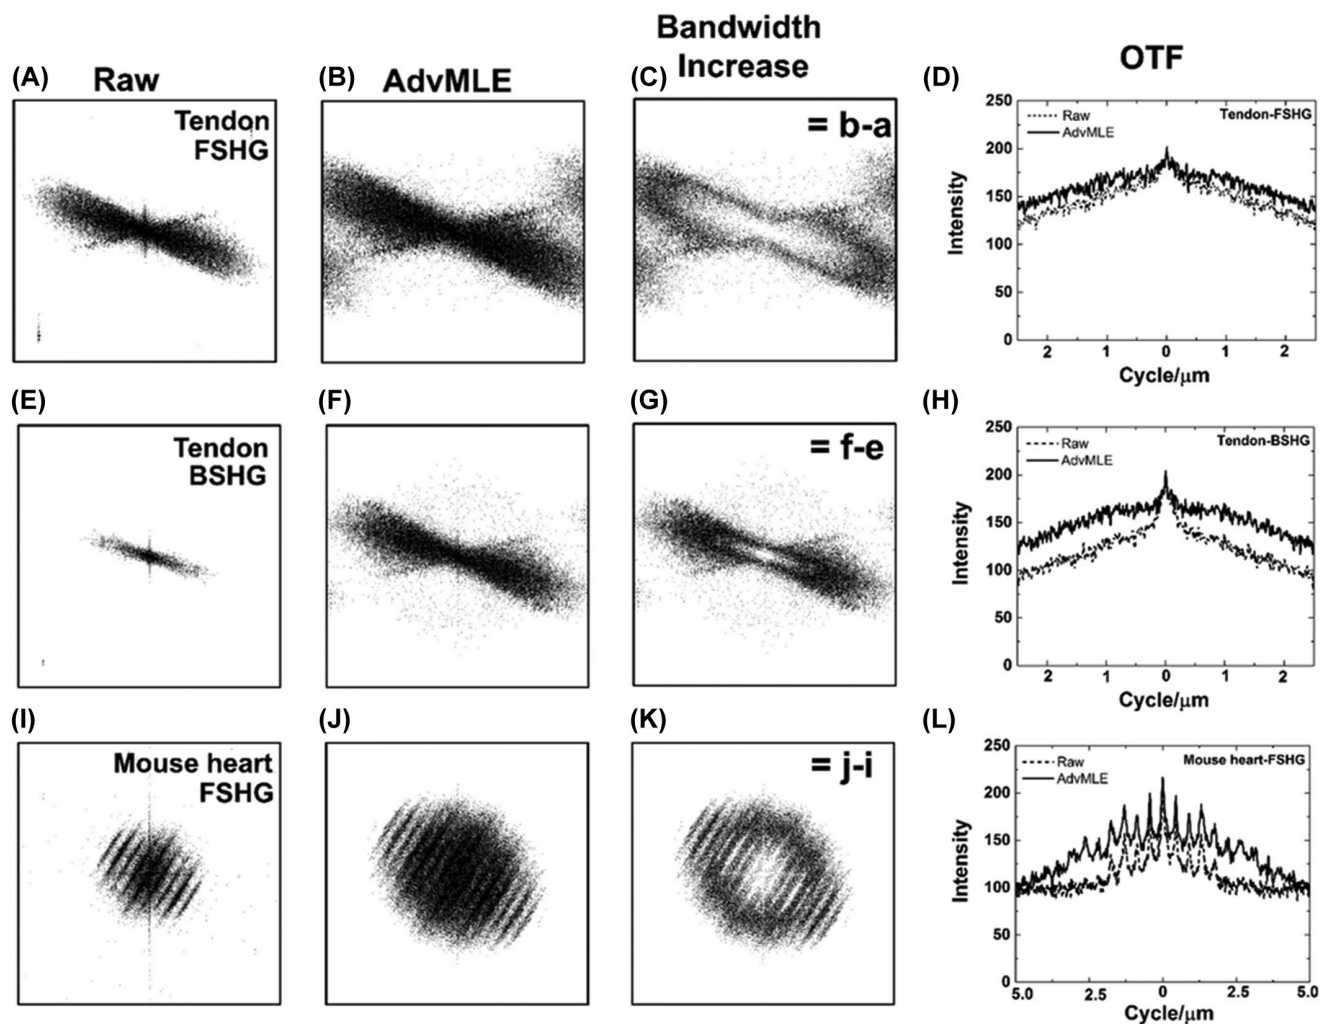 Bandwidth
Increase
(A) Raw
(B) AdvMLE
(C)
(D) OTF
Tendon
FSHG
= b-a
250
200
150
100
50
0
Intensity
Raw
AdvMLE
Tendon-FSHG
2 1 0 1 2
Cycle/μm
(E)
(F)
(G)
(H)
Tendon
BSHG
= f-e
250
200
150
100
50
0
Intensity
Raw
AdvMLE
Tendon-BSHG
2 1 0 1 2
Cycle/μm
(I)
(J)
(K)
(L)
Mouse heart
FSHG
= j-i
250
200
150
100
50
0
Intensity
Raw
AdvMLE
Mouse heart-FSHG
5.0 2.5 0 2.5 5.0
Cycle/μm